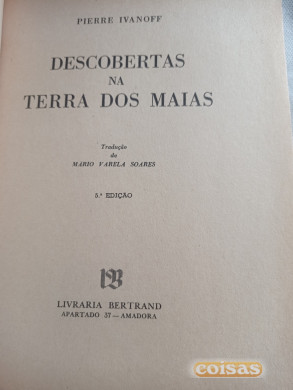 PIERRE IVANOFF
DESCOBERTAS
NA
TERRA DOS MAIAS
Tradução
de
MARIO VARELA SOARES
5.ª EDIÇÃO
LIVRARIA BERTRAND
APARTADO 37 — AMADORA
coisas